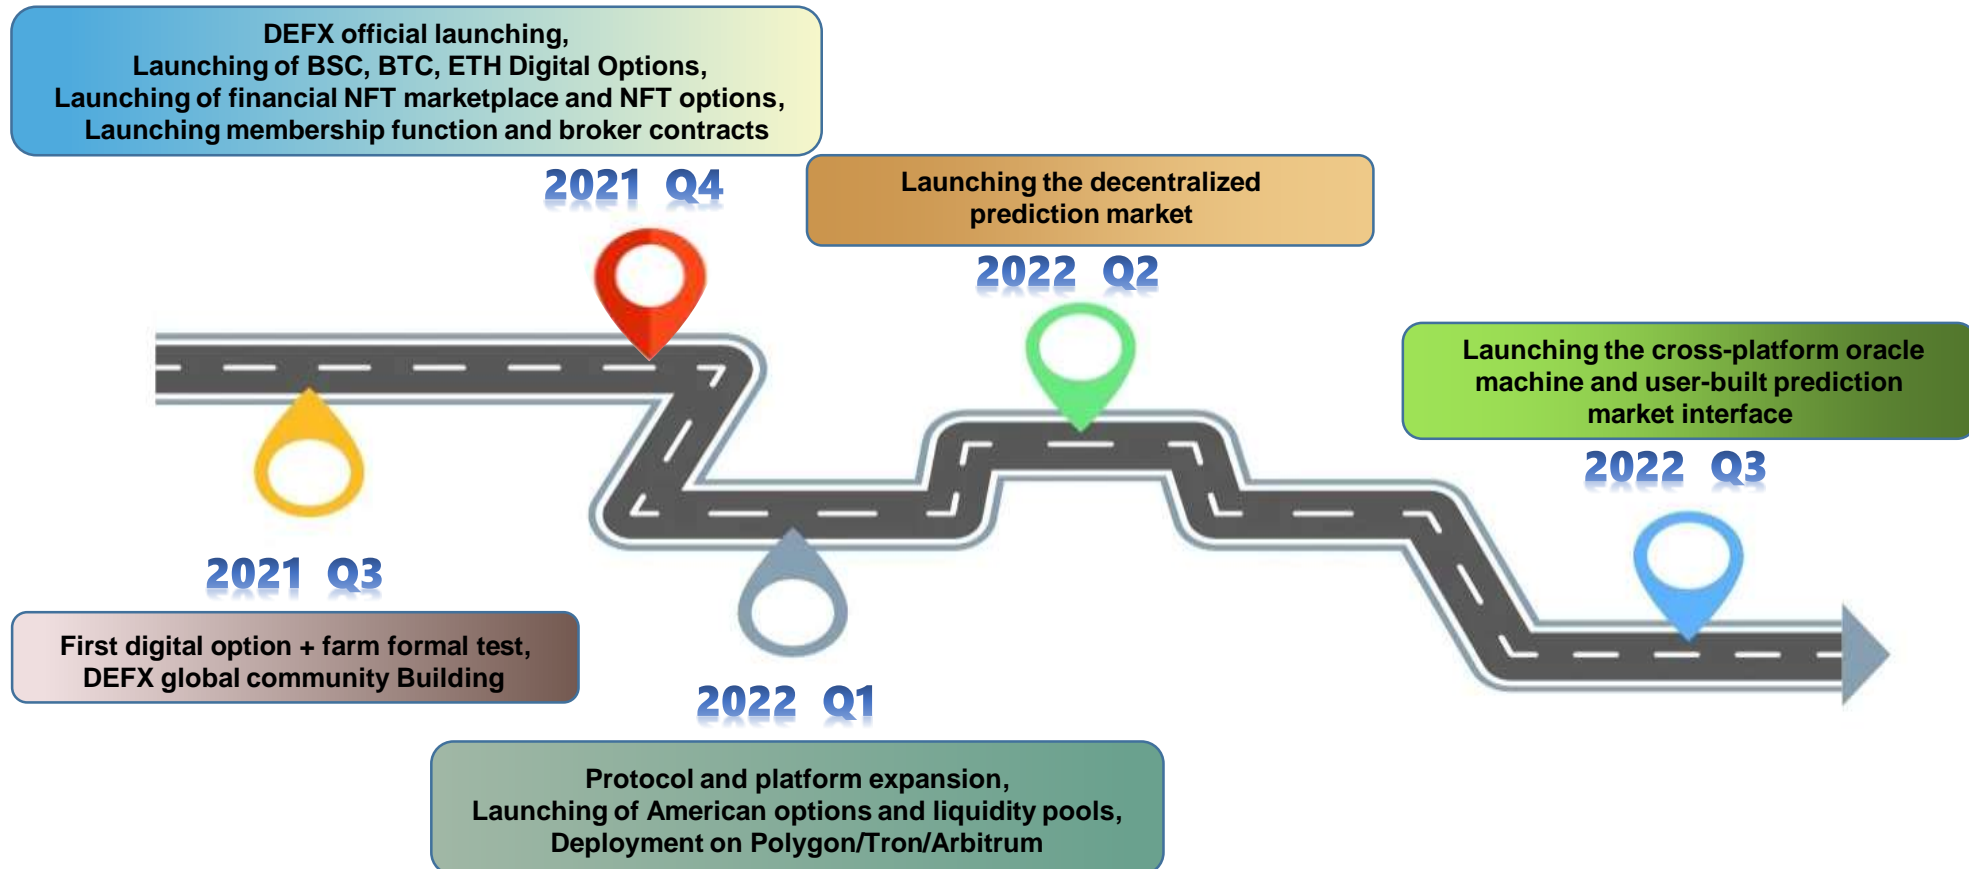 DEFX official launching,
Launching of BSC, BTC, ETH Digital Options,
Launching of financial NFT marketplace and NFT options,
Launching membership function and broker contracts
2021 Q4
Launching the decentralized
prediction market
2022 Q2
Launching the cross-platform oracle
machine and user-built prediction
market interface
2022 Q3
2021 Q3
First digital option + farm formal test,
DEFX global community Building
2022 Q1
Protocol and platform expansion,
Launching of American options and liquidity pools,
Deployment on Polygon/Tron/Arbitrum